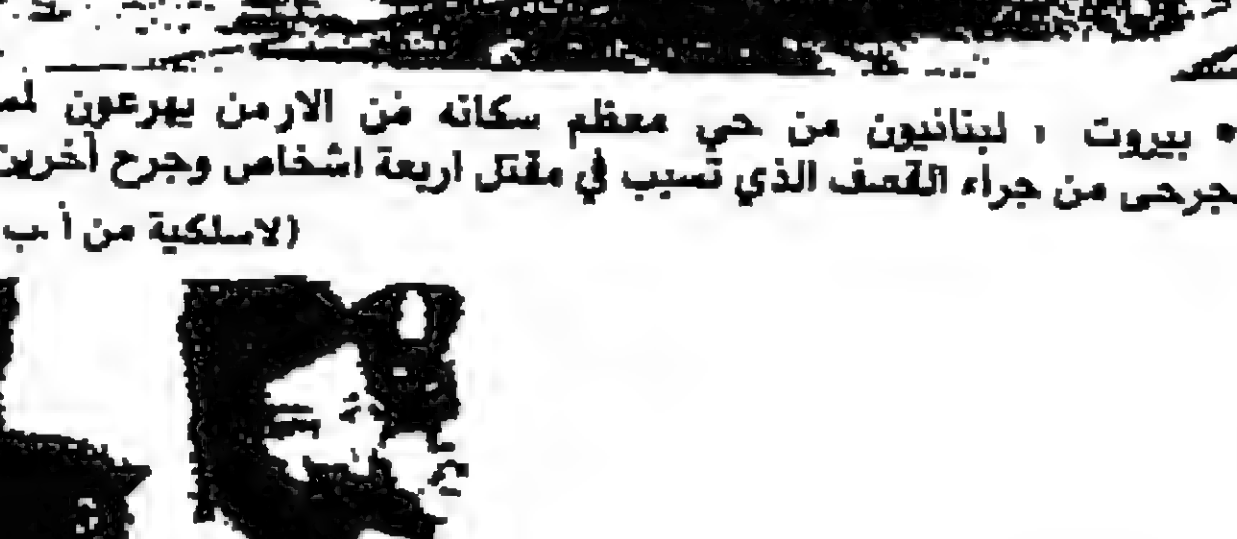 • بيروت : لبنانيون من حي معظم سكانه من الارمن يهرعون
من جراء القصف الذي تسبب في مقتل اربعة اشخاص وجرح آخرين
(لاسلكية من أ ب